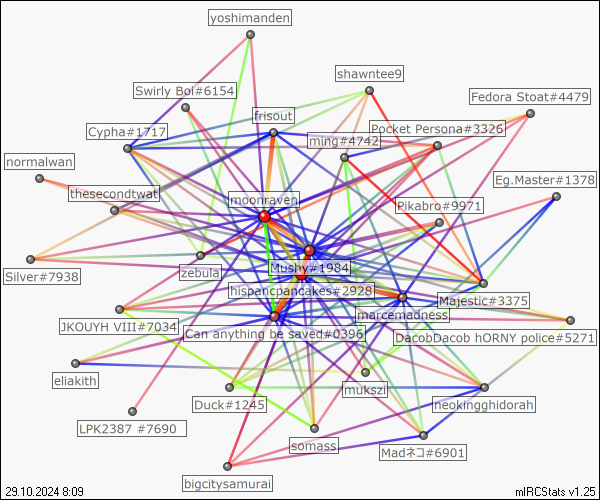 yoshimanden
shawntee9
Swirly Boi#6154
Fedora Stoat#4479
frisout
Cypha#1717
Pocket Persona#3326
ming#4742
normalwan
Eg.Master#1378
thesecondtwat
moonraven
Pikabro#9971
Mushy#1984
zebula
Silver#7938
hispancpancakes#2928
Majestic#3375
marcemadness
JKOUYH VIII#7034
Can anything be saved#0396
DacobDacob hORNY police#5271
eliakith
mukszl
Duck#1245
neokingghidorah
LPK2387 #7690
somass
Madネコ#6901
bigcitysamurai
29.10.2024 8:09
mIRCStats v1.25